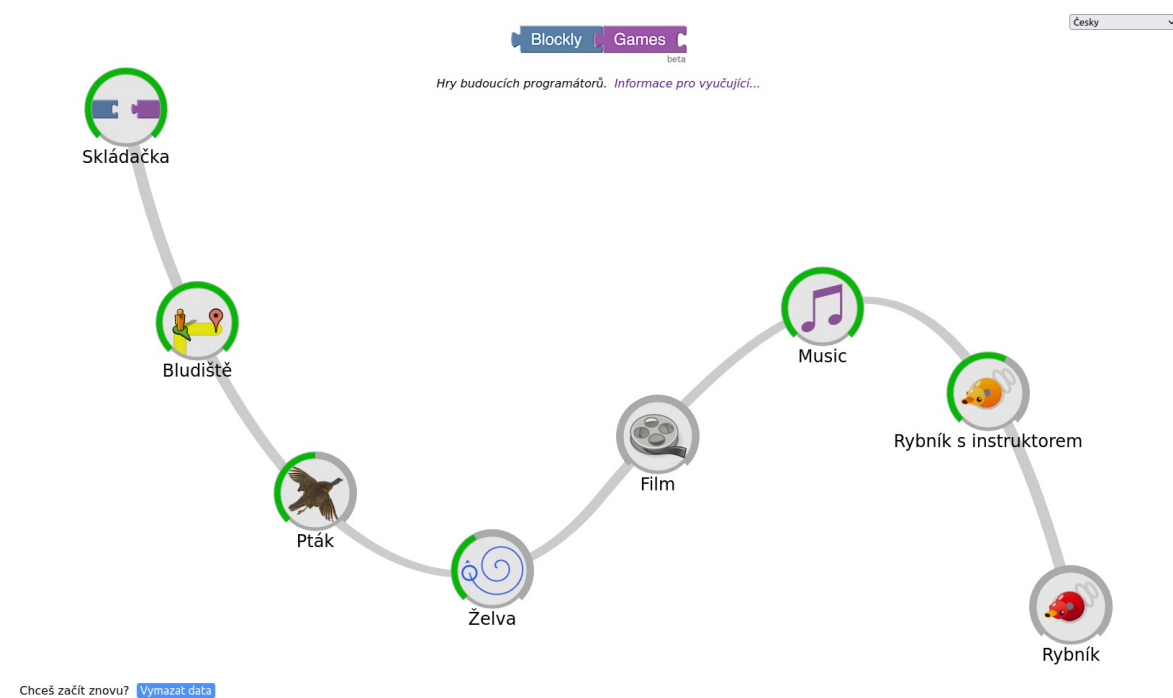 Česky
Blockly Games
beta
Hry budoucích programátorů. Informace pro vyučující...
Skládačka
Bludiště
Pták
Želva
Film
Music
Rybník s instruktorem
Rybník
Chceš začít znovu? Vymazat data